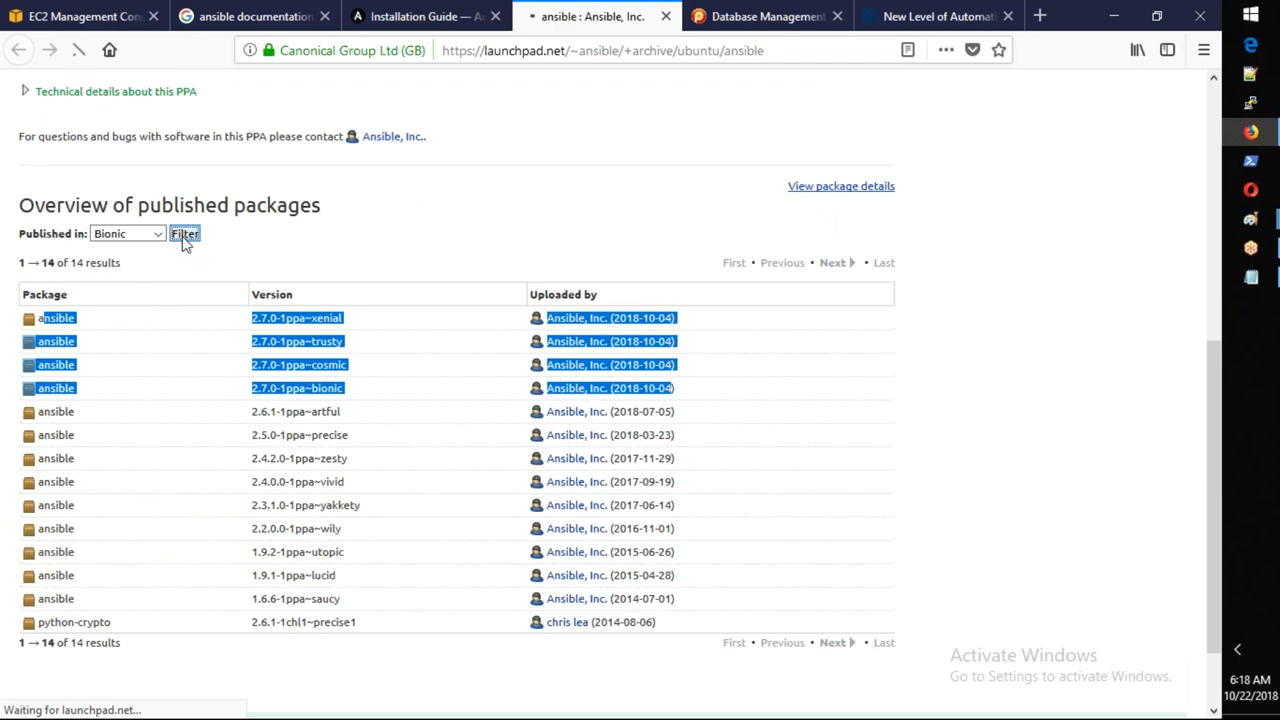 EC2 Management Con
ansible documentation
Installation Guide — A
ansible : Ansible, Inc.
Database Management
New Level of Automati
Canonical Group Ltd (GB)
https://launchpad.net/~ansible/+archive/ubuntu/ansible
Technical details about this PPA
For questions and bugs with software in this PPA please contact Ansible, Inc..
View package details
Overview of published packages
Published in: Bionic Filter
1 → 14 of 14 results
First • Previous • Next • Last
Package Version Uploaded by
ansible 2.7.0-1ppa~xenial Ansible, Inc. (2018-10-04)
ansible 2.7.0-1ppa~trusty Ansible, Inc. (2018-10-04)
ansible 2.7.0-1ppa~cosmic Ansible, Inc. (2018-10-04)
ansible 2.7.0-1ppa~bionic Ansible, Inc. (2018-10-04)
ansible 2.6.1-1ppa~artful Ansible, Inc. (2018-07-05)
ansible 2.5.0-1ppa~precise Ansible, Inc. (2018-03-23)
ansible 2.4.2.0-1ppa~zesty Ansible, Inc. (2017-11-29)
ansible 2.4.0.0-1ppa~vivid Ansible, Inc. (2017-09-19)
ansible 2.3.1.0-1ppa~yakkety Ansible, Inc. (2017-06-14)
ansible 2.2.0.0-1ppa~wily Ansible, Inc. (2016-11-01)
ansible 1.9.2-1ppa~utopic Ansible, Inc. (2015-06-26)
ansible 1.9.1-1ppa~lucid Ansible, Inc. (2015-04-28)
ansible 1.6.6-1ppa~saucy Ansible, Inc. (2014-07-01)
python-crypto 2.6.1-1chl1~precise1 chris lea (2014-08-06)
1 → 14 of 14 results
First • Previous • Next • Last
Activate Windows
Go to Settings to activate Windows.
Waiting for launchpad.net...
6:18 AM
10/22/2018